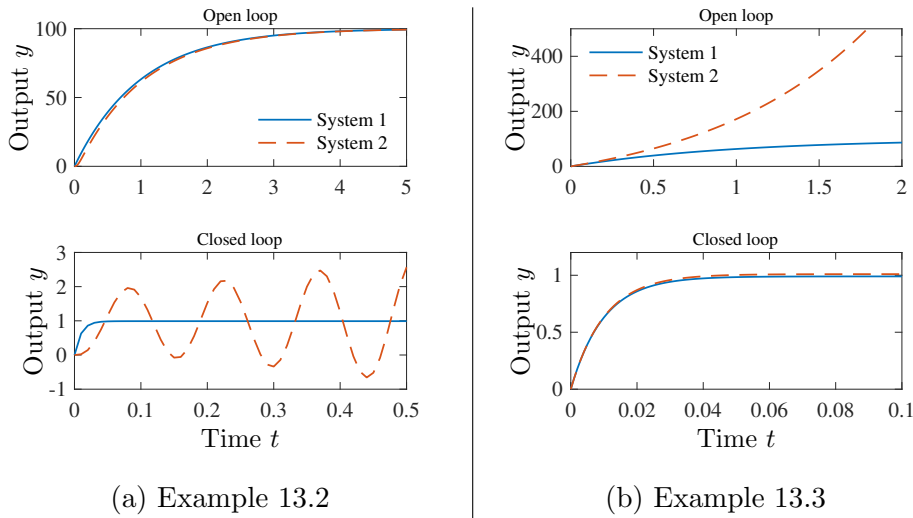 Open loop
100
50
0
Output y
System 1
System 2
0 1 2 3 4 5
Closed loop
3
2
1
0
-1
Output y
0 0.1 0.2 0.3 0.4 0.5
Time t
(a) Example 13.2
Open loop
400
200
0
Output y
System 1
System 2
0 0.5 1 1.5 2
Closed loop
1
0.5
0
Output y
0 0.02 0.04 0.06 0.08 0.1
Time t
(b) Example 13.3